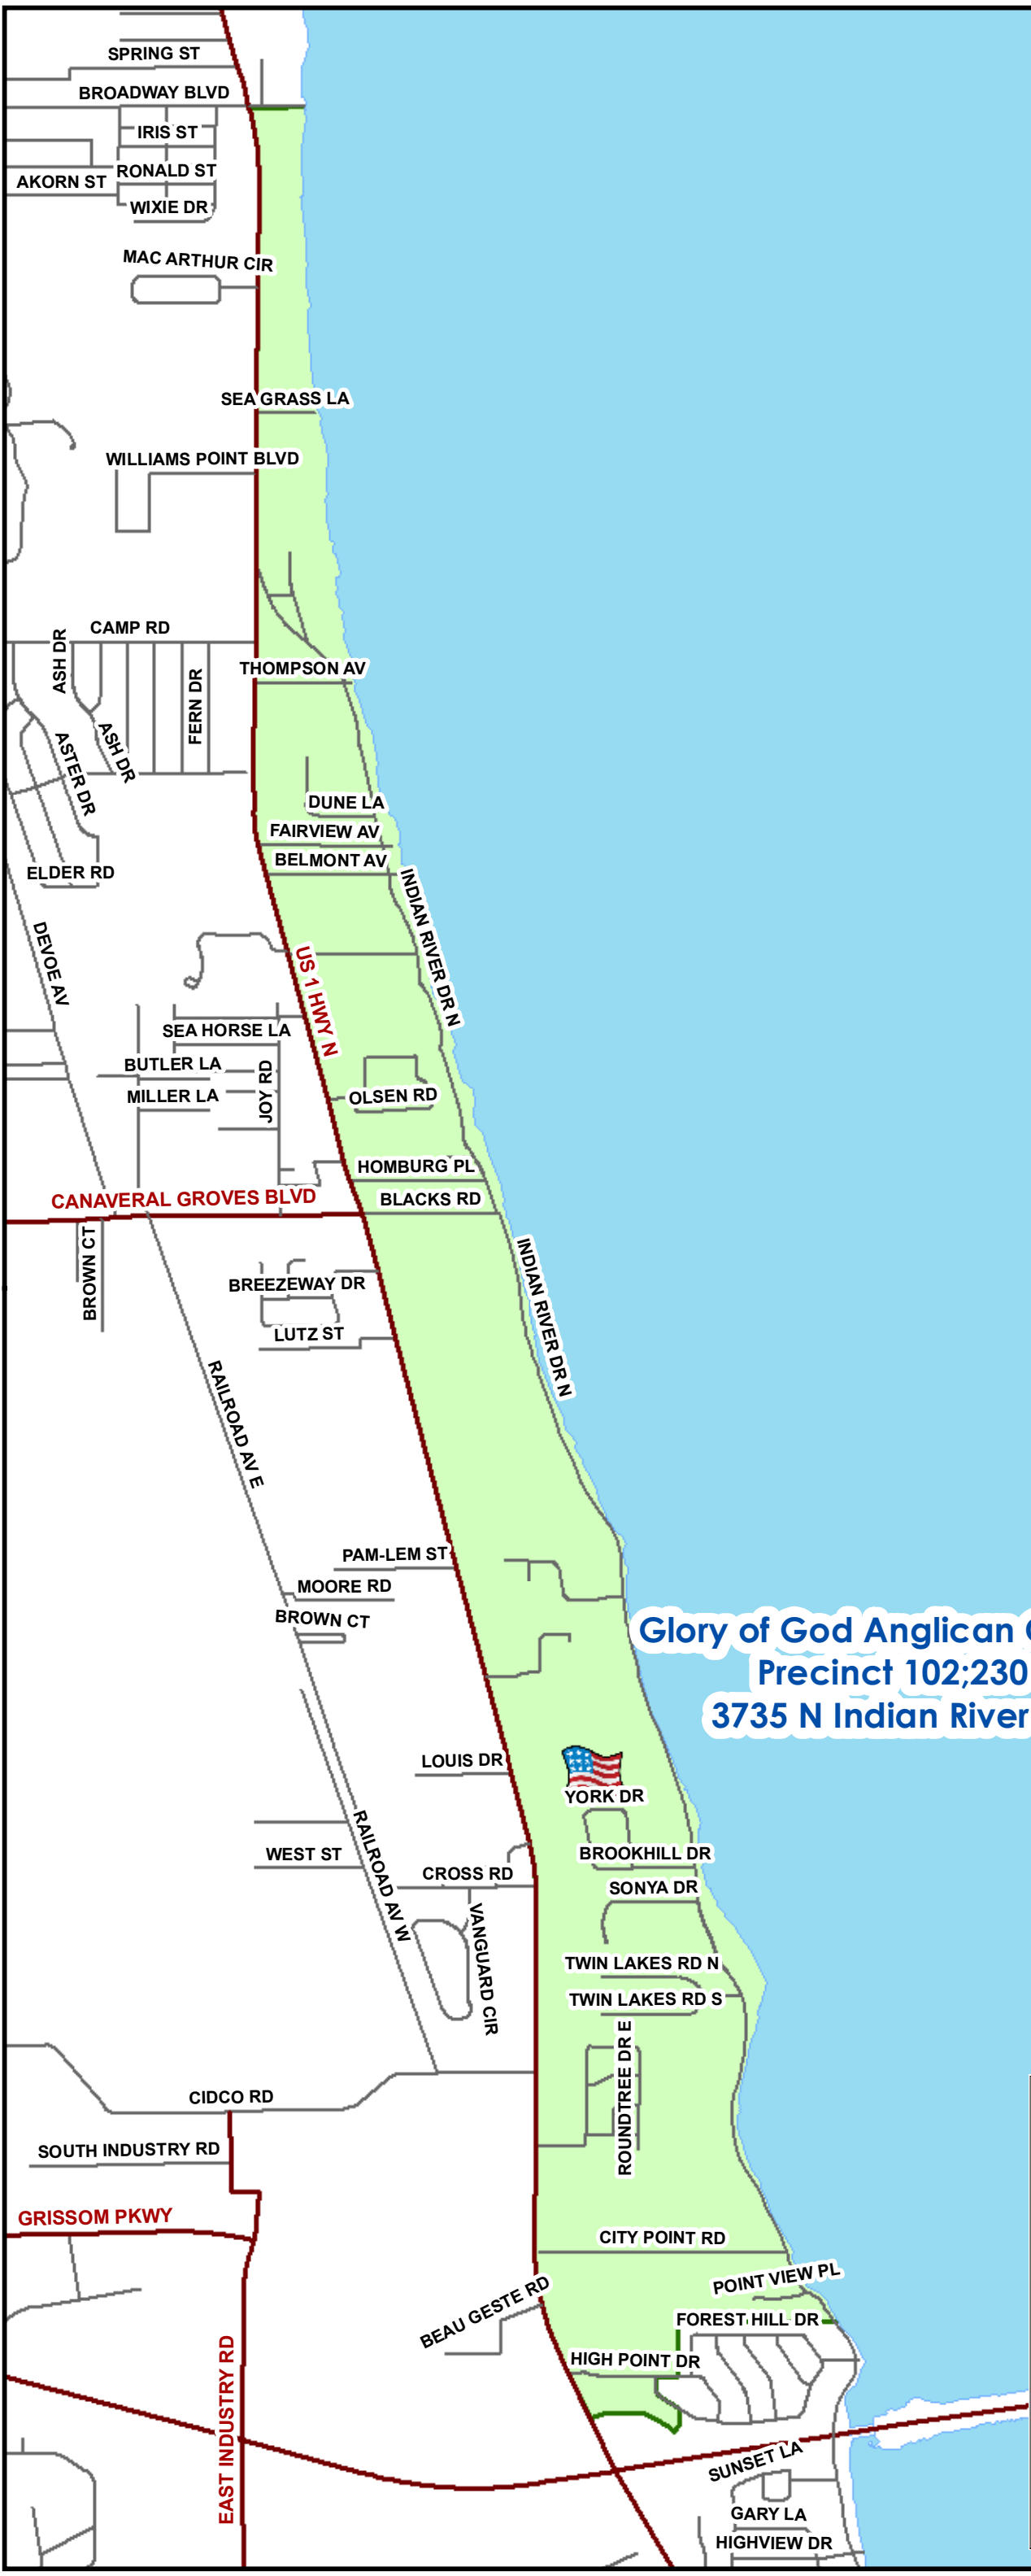 SPRING ST
BROADWAY BLVD
IRIS ST
RONALD ST
AKORN ST
WIXIE DR
MAC ARTHUR CIR
SEA GRASS LA
WILLIAMS POINT BLVD
CAMP RD
ASH DR
THOMPSON AV
FERN DR
ASH DR
ASTER DR
DUNE LA
FAIRVIEW AV
BELMONT AV
ELDER RD
INDIAN RIVER DR N
DEVOE AV
US 1 HWY N
SEA HORSE LA
BUTLER LA
JOY RD
MILLER LA
OLSEN RD
HOMBURG PL
CANAVERAL GROVES BLVD
BLACKS RD
BROWN CT
INDIAN RIVER DR N
BREEZEWAY DR
LUTZ ST
RAILROAD AV E
PAM-LEM ST
MOORE RD
BROWN CT
Glory of God Anglican
Precinct 102;230
3735 N Indian River
LOUIS DR
YORK DR
RAILROAD AV W
WEST ST
BROOKHILL DR
CROSS RD
SONYA DR
VANGUARD CIR
TWIN LAKES RD N
TWIN LAKES RD S
ROUNDTREE DR E
CIDCO RD
SOUTH INDUSTRY RD
GRISSOM PKWY
CITY POINT RD
POINT VIEW PL
BEAU GESTE RD
FOREST HILL DR
HIGH POINT DR
EAST INDUSTRY RD
SUNSET LA
GARY LA
HIGHVIEW DR